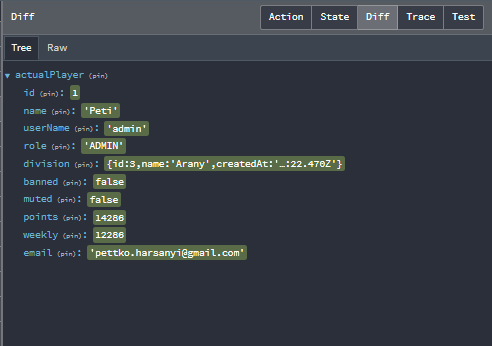 Diff Action State Diff Trace Test
Tree Raw
▼ actualPlayer (pin)
id (pin): 1
name (pin): 'Peti'
userName (pin): 'admin'
role (pin): 'ADMIN'
division (pin): {id:3,name:'Arany',createdAt:'…:22.470Z'}
banned (pin): false
muted (pin): false
points (pin): 14286
weekly (pin): 12286
email (pin): 'pettko.harsanyi@gmail.com'